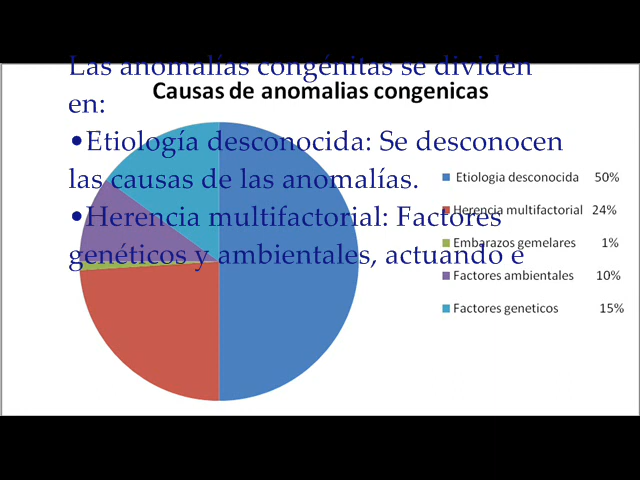 Las anomalías congénitas se dividen
en:
Causas de anomalias congenicas
•Etiología desconocida: Se desconocen
las causas de las anomalías.
•Herencia multifactorial: Factores
genéticos y ambientales, actuando e
Etiologia desconocida 50%
Herencia multifactorial 24%
Embarazos gemelares 1%
Factores ambientales 10%
Factores geneticos 15%